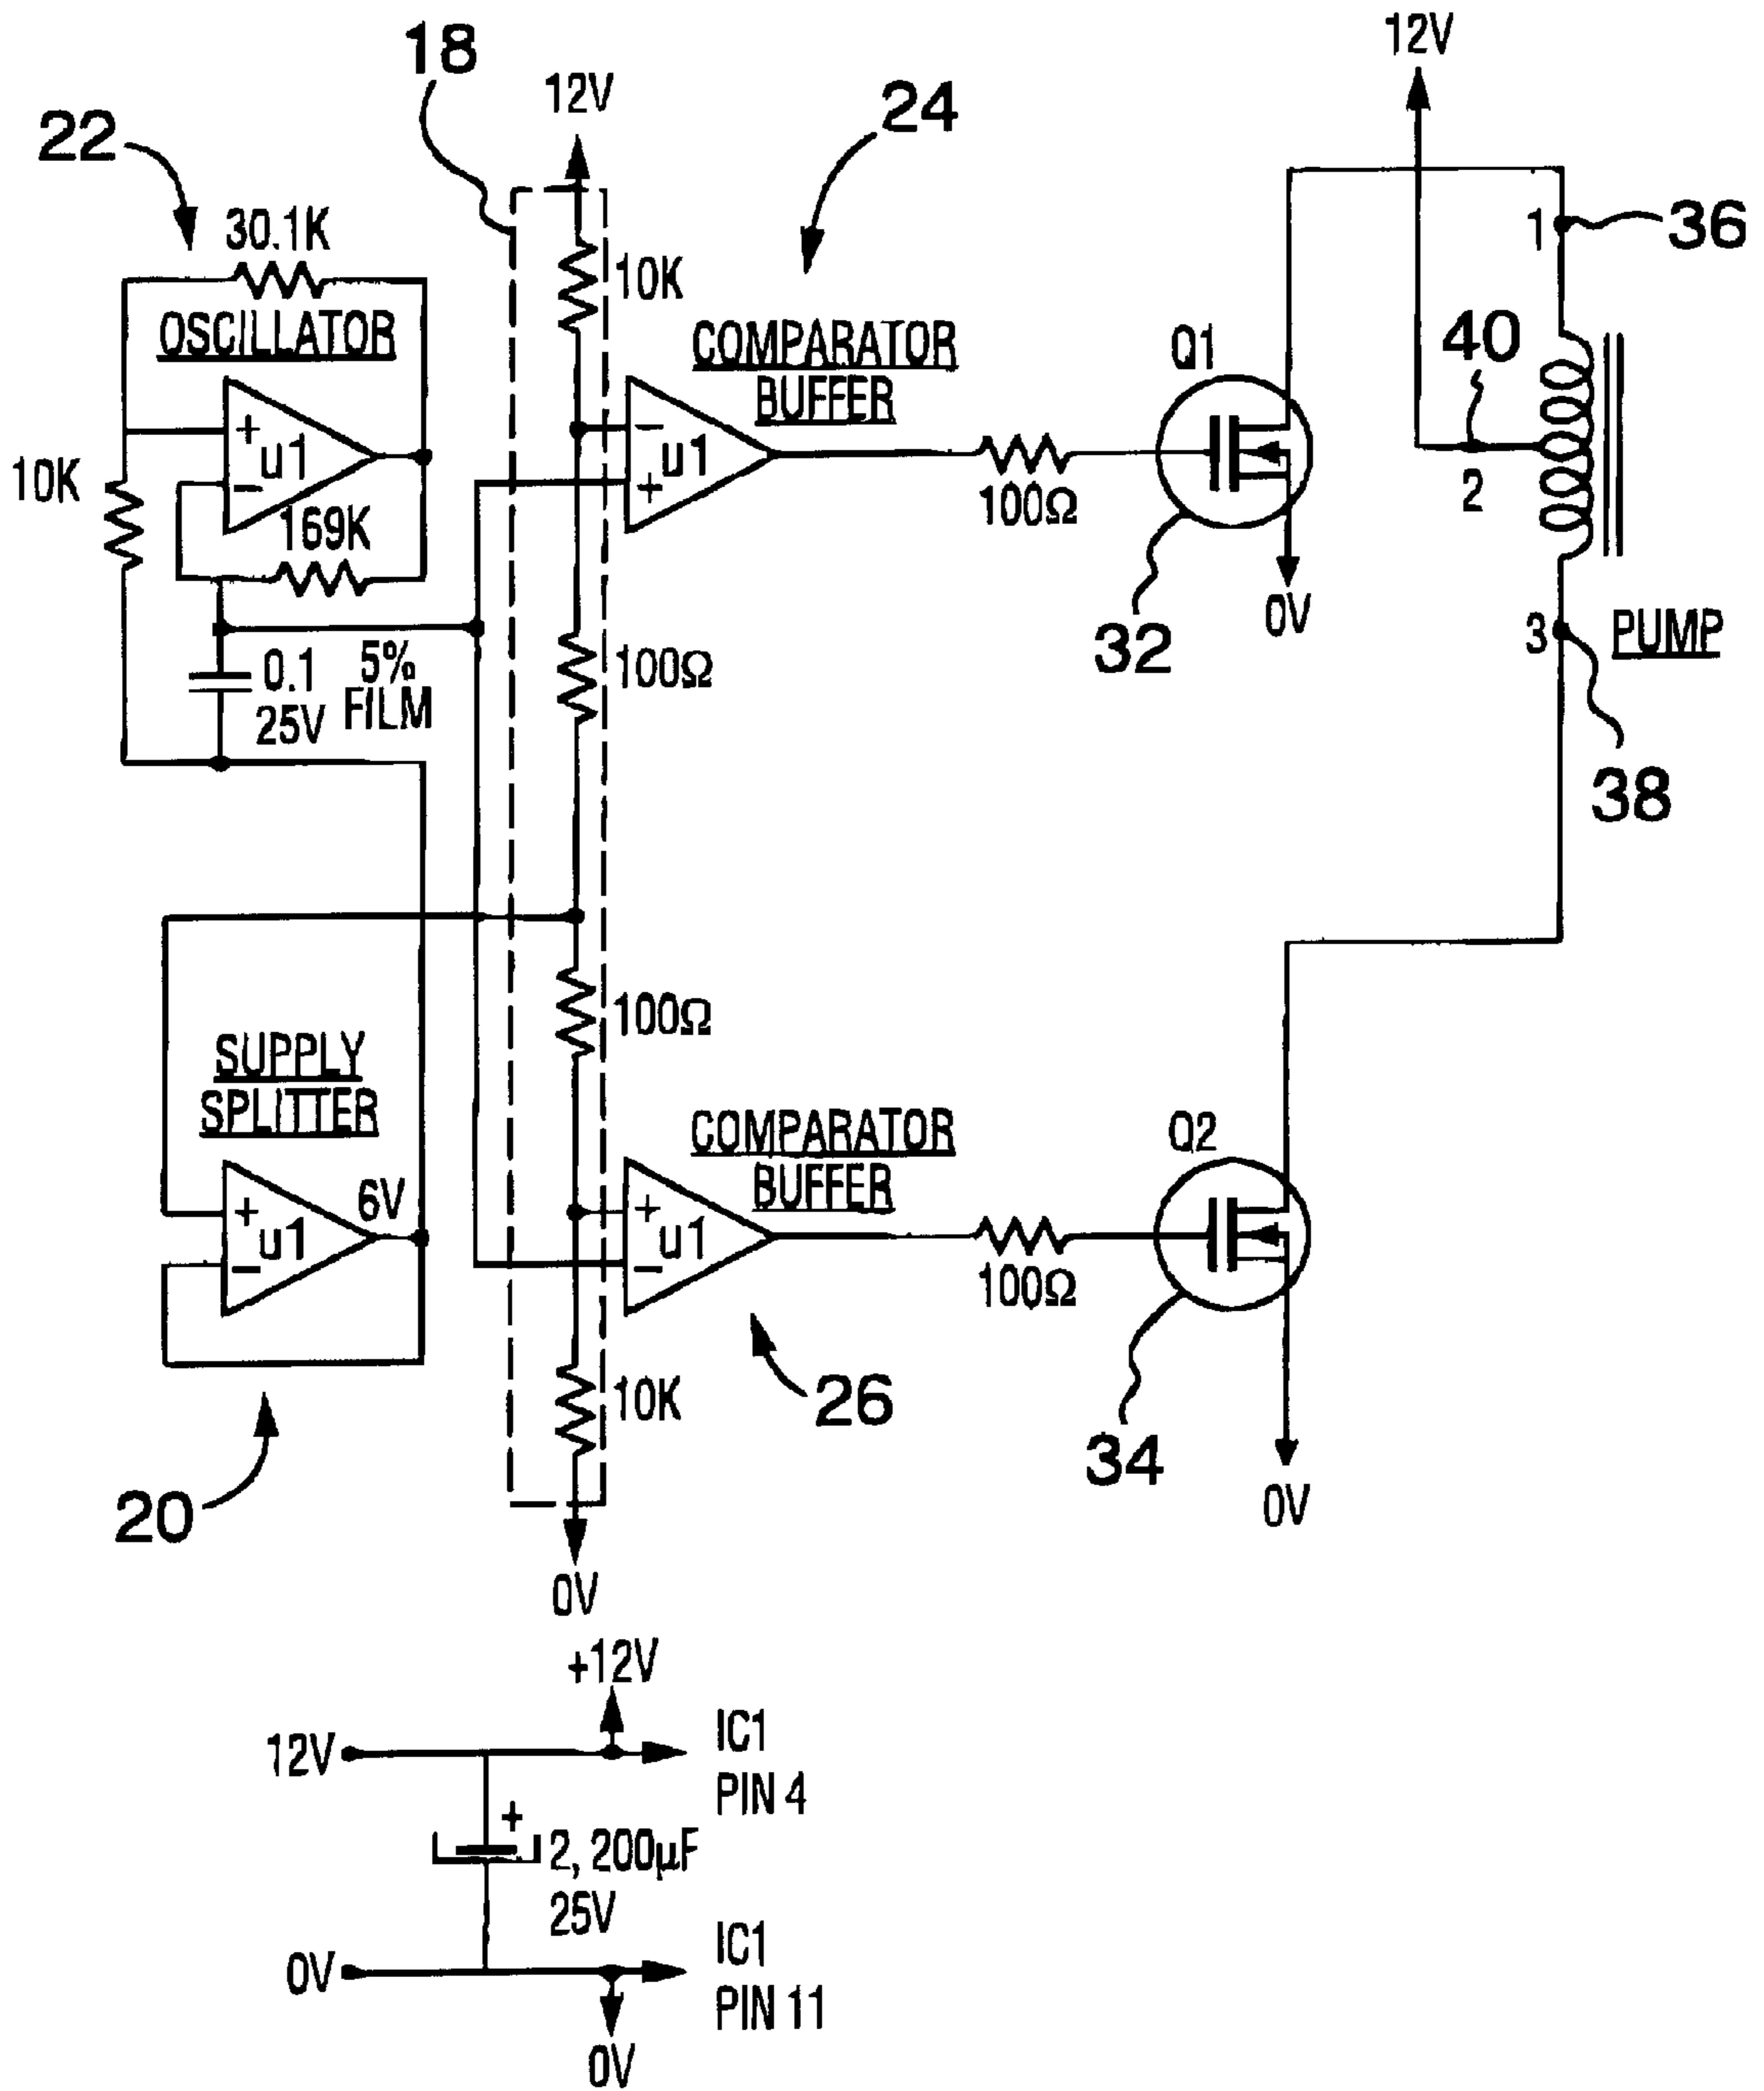 18
12V
24
12V
22
30.1K
OSCILLATOR
+
u1
−
10K
169K
0.1
25V
5%
FILM
10K
COMPARATOR
BUFFER
−
u1
+
100Ω
Q1
32
0V
1
36
40
2
3
PUMP
38
100Ω
100Ω
SUPPLY
SPLITTER
6V
+
u1
−
20
COMPARATOR
BUFFER
+
u1
−
100Ω
Q2
34
0V
26
10K
0V
+12V
12V
IC1
PIN 4
+
2,200µF
25V
0V
IC1
PIN 11
0V